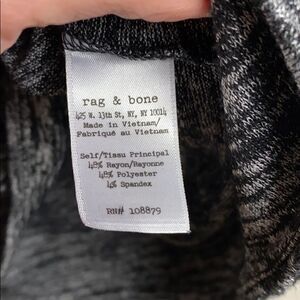 rag & bone
425 W. 13th St, NY, NY 10014
Made in Vietnam/
Fabriqué au Vietnam
Self/Tissu Principal
48% Rayon/Rayonne
48% Polyester
4% Spandex
RN# 108879